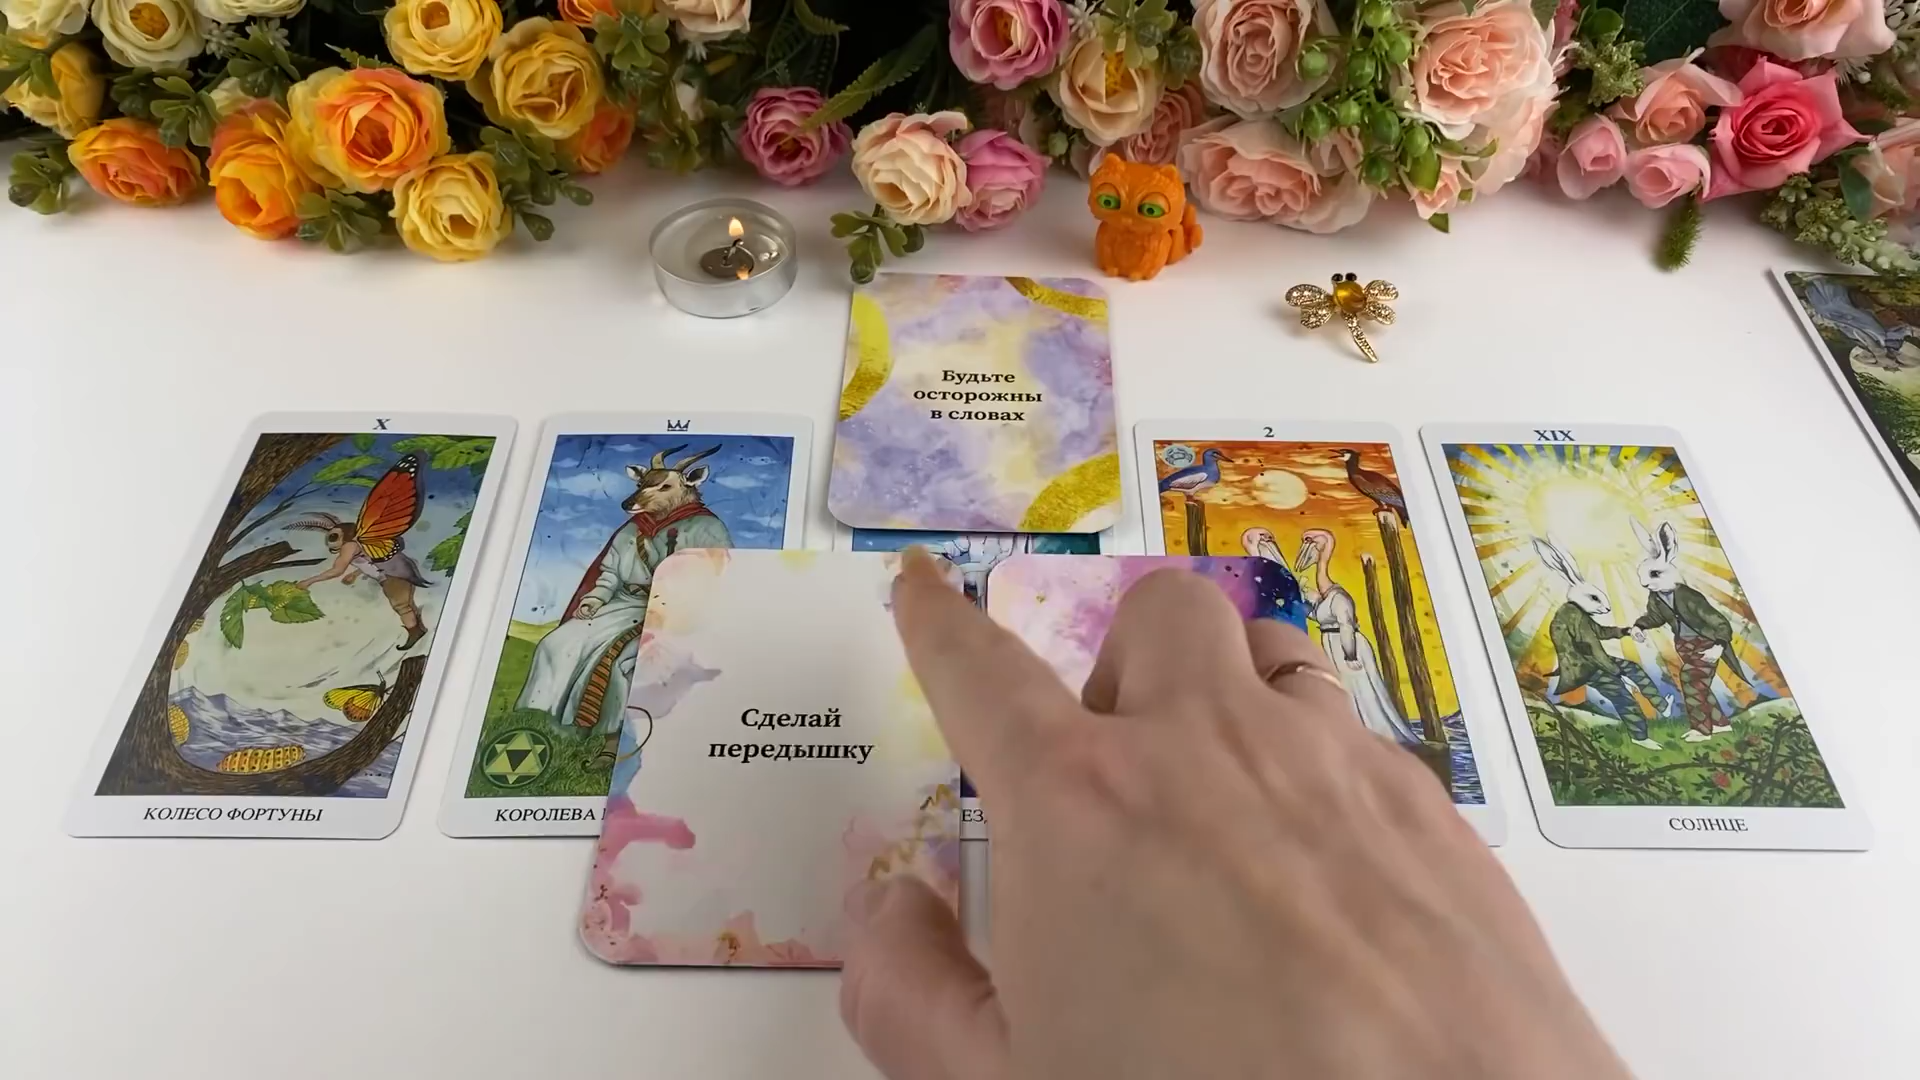 Будьте
осторожны
в словах
X
2
XIX
Сделай
передышку
КОЛЕСО ФОРТУНЫ
КОРОЛЕВА
СОЛНЦЕ